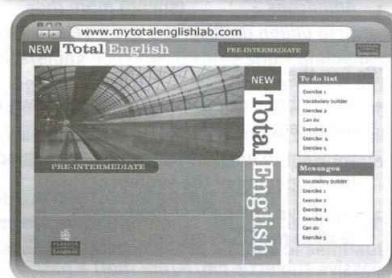 www.mytotalenglishlab.com
NEW Total English PRE-INTERMEDIATE
NEW
Total English
PRE-INTERMEDIATE
To do list
Exercise 1
Vocabulary builder
Exercise 2
Can do
Exercise 3
Exercise 4
Exercise 5
Messages
Vocabulary builder
Exercise 1
Exercise 2
Exercise 3
Exercise 4
Can do
Exercise 5